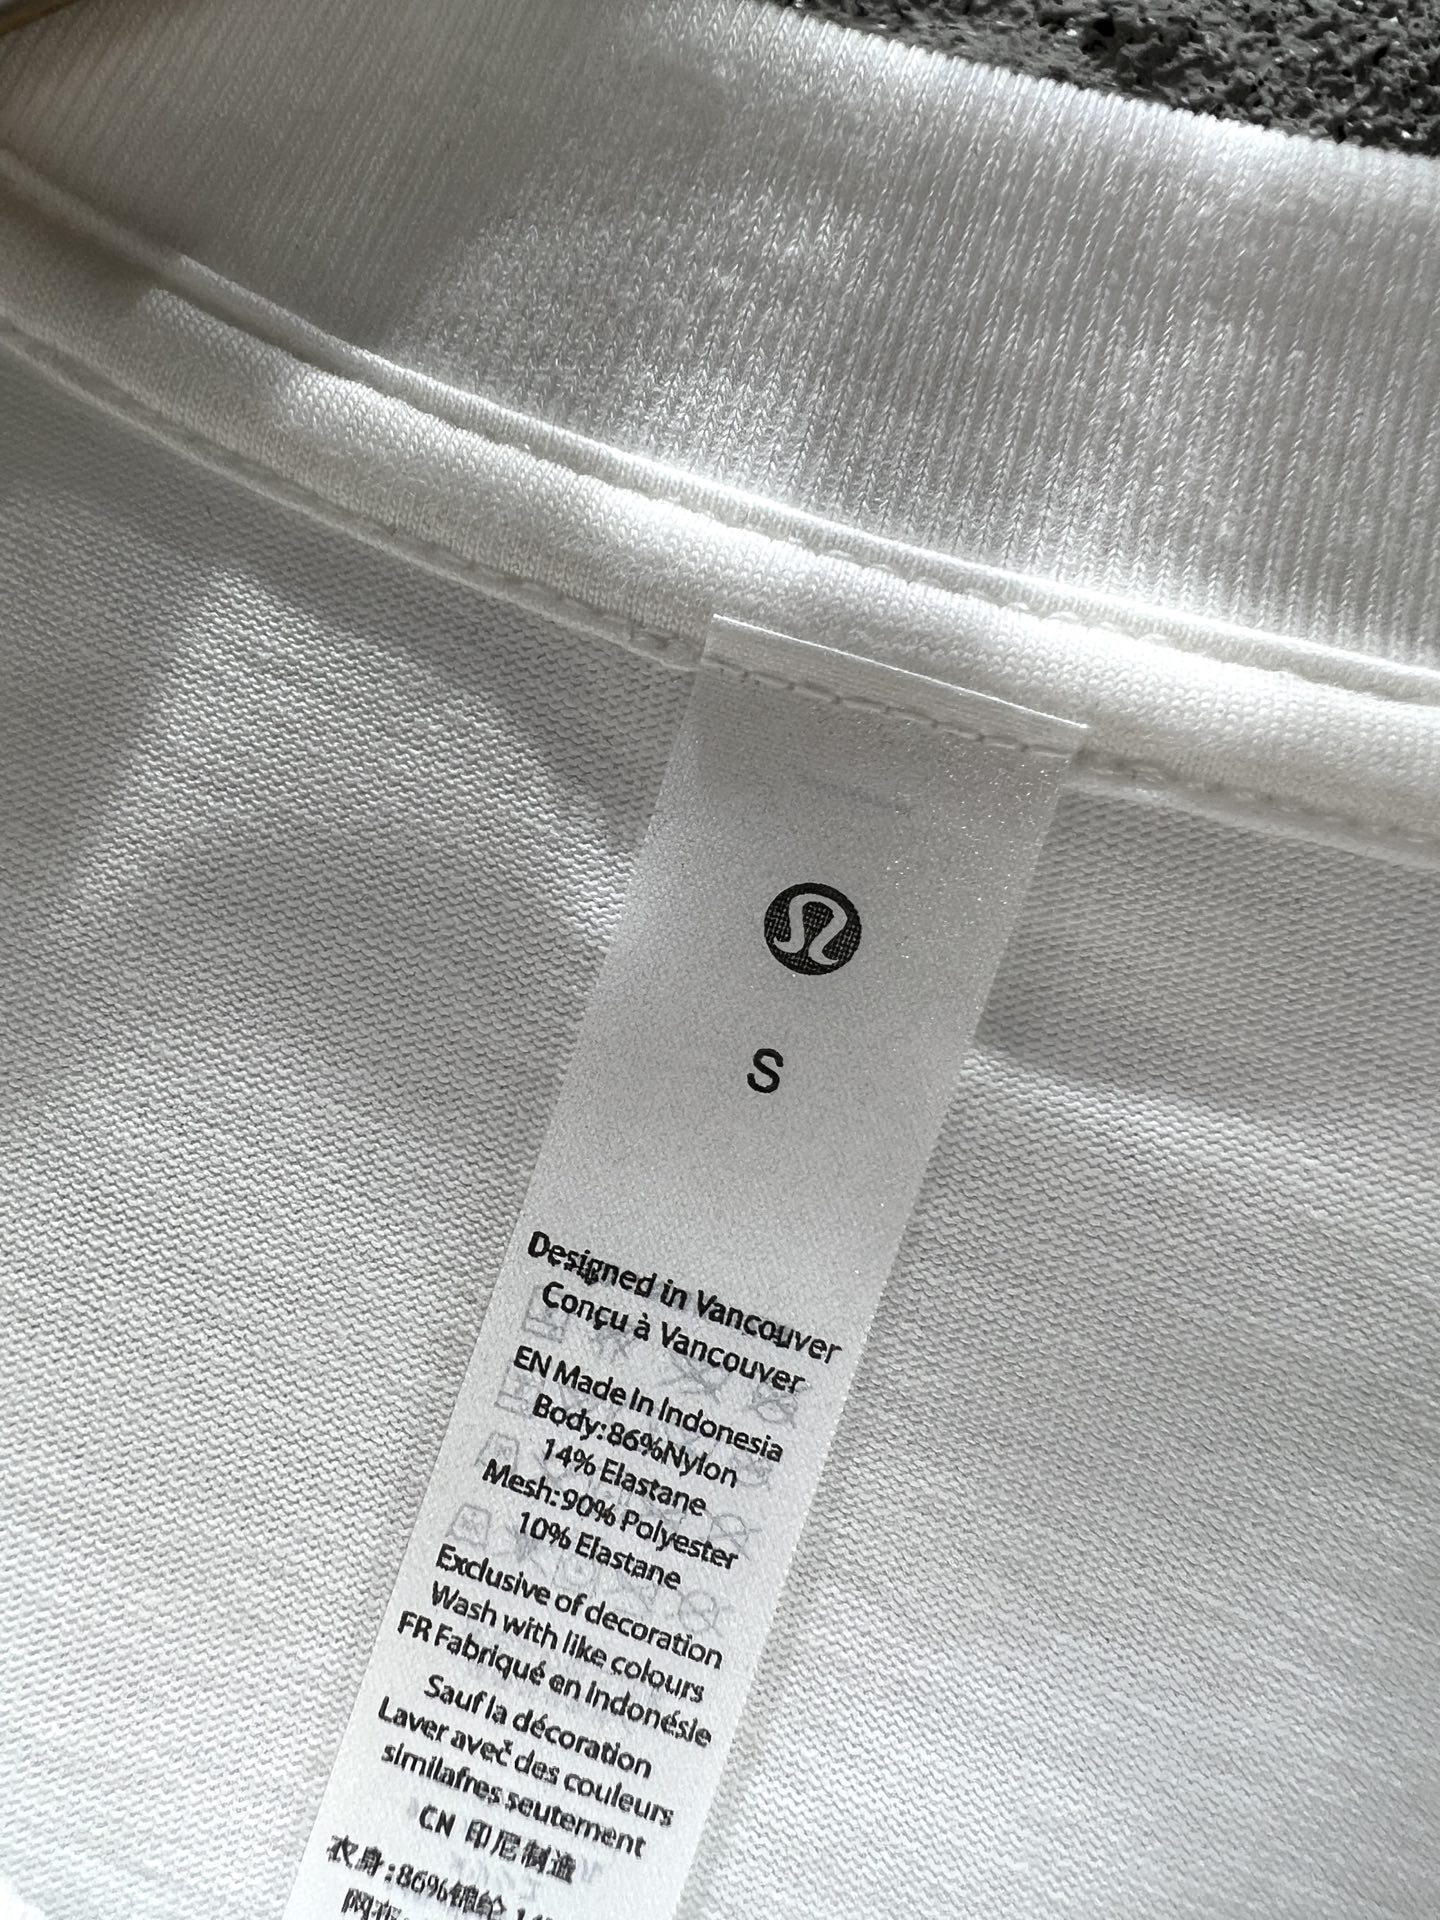 S
Designed in Vancouver
Conçu à Vancouver
EN Made In Indonesia
Body:86%Nylon
14% Elastane
Mesh:90% Polyester
10% Elastane
Exclusive of decoration
Wash with like colours
FR Fabriqué en Indonésle
Sauf la décoration
Laver avec des couleurs
similafres seutement
CN 印尼制造
衣身:86%锦纶